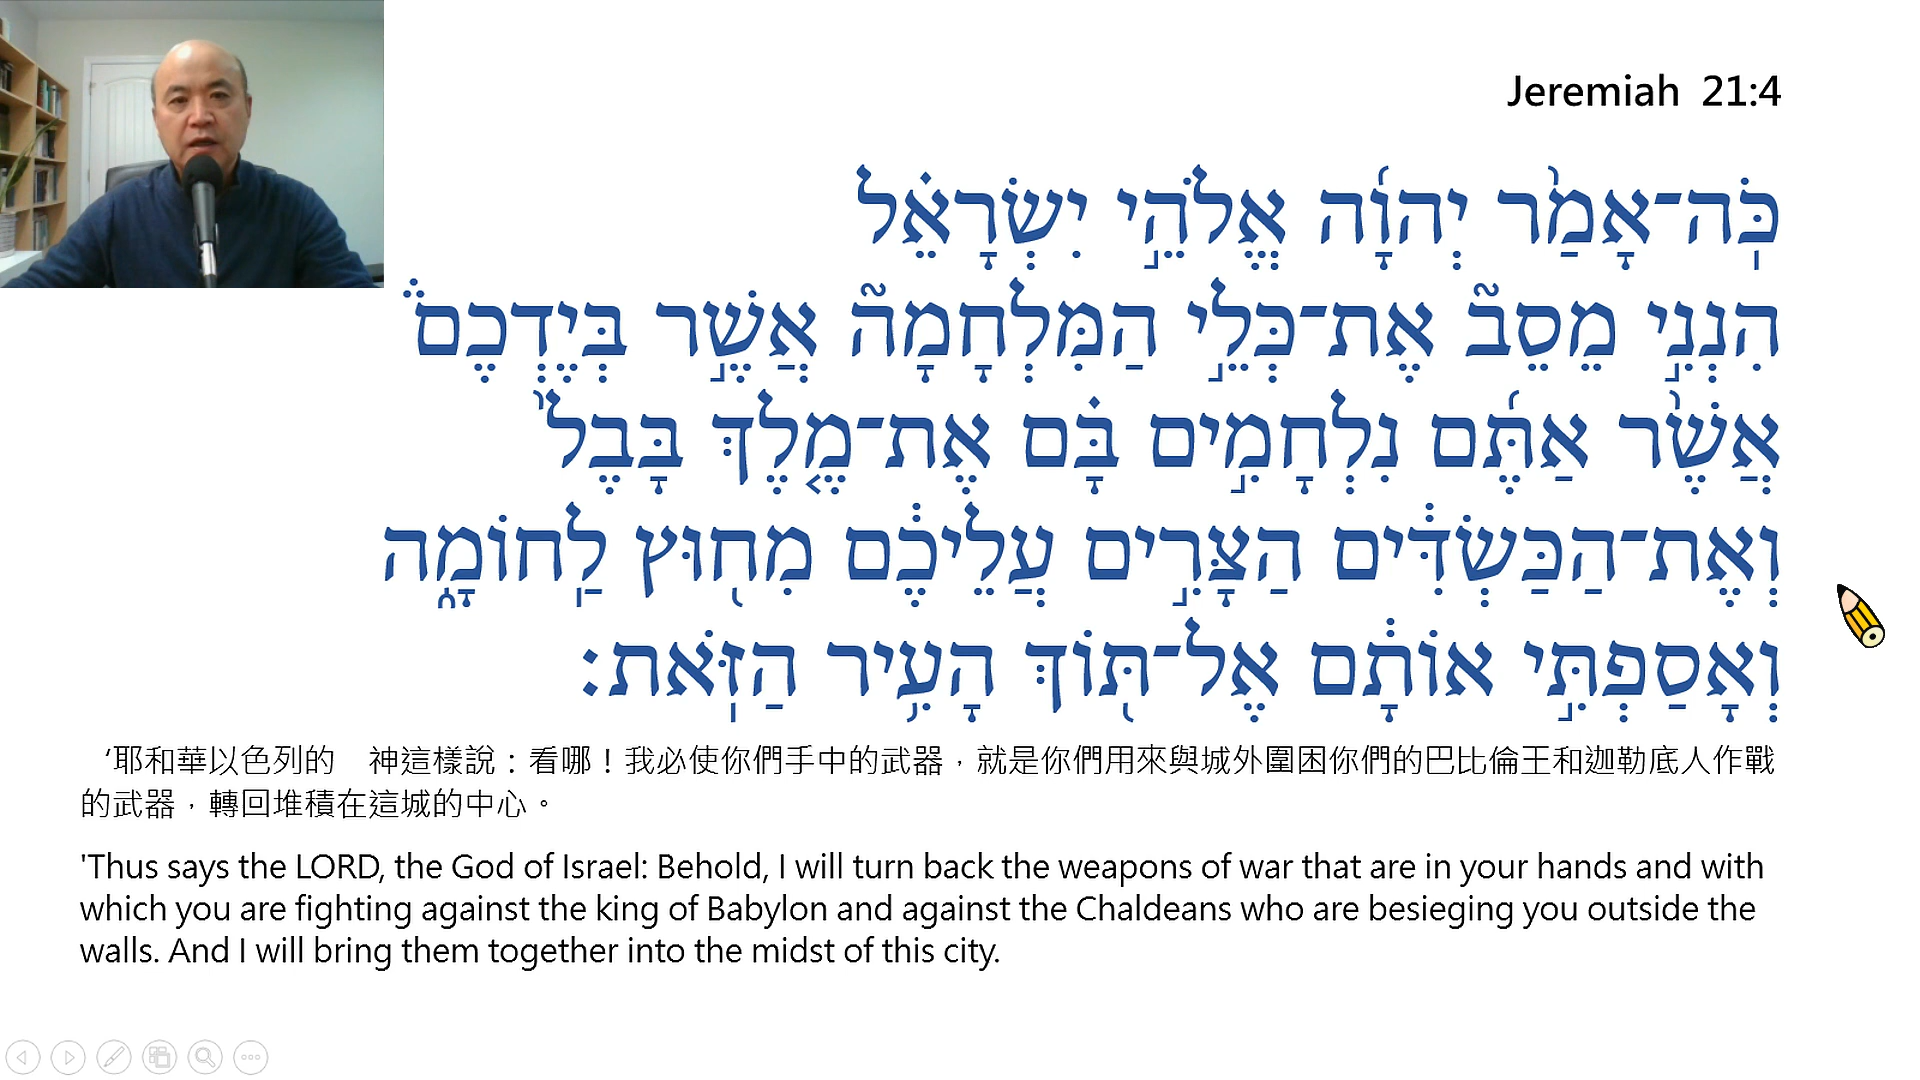 Jeremiah 21:4
כֹּֽה־אָמַ֨ר יְהוָ֜ה אֱלֹהֵ֣י יִשְׂרָאֵ֗ל
הִנְנִ֣י מֵסֵב֮ אֶת־כְּלֵ֣י הַמִּלְחָמָה֮ אֲשֶׁ֣ר בְּיֶדְכֶם֒
אֲשֶׁ֨ר אַתֶּ֜ם נִלְחָמִ֣ים בָּ֗ם אֶת־מֶ֤לֶךְ בָּבֶל֙
וְאֶת־הַכַּשְׂדִּ֔ים הַצָּרִ֣ים עֲלֵיכֶ֔ם מִח֖וּץ לַֽחוֹמָ֑ה
וְאָסַפְתִּ֣י אוֹתָ֔ם אֶל־תּ֖וֹךְ הָעִ֥יר הַזֹּֽאת׃
‘耶和華以色列的　神這樣說：看哪！我必使你們手中的武器，就是你們用來與城外圍困你們的巴比倫王和迦勒底人作戰
的武器，轉回堆積在這城的中心。
'Thus says the LORD, the God of Israel: Behold, I will turn back the weapons of war that are in your hands and with
which you are fighting against the king of Babylon and against the Chaldeans who are besieging you outside the
walls. And I will bring them together into the midst of this city.